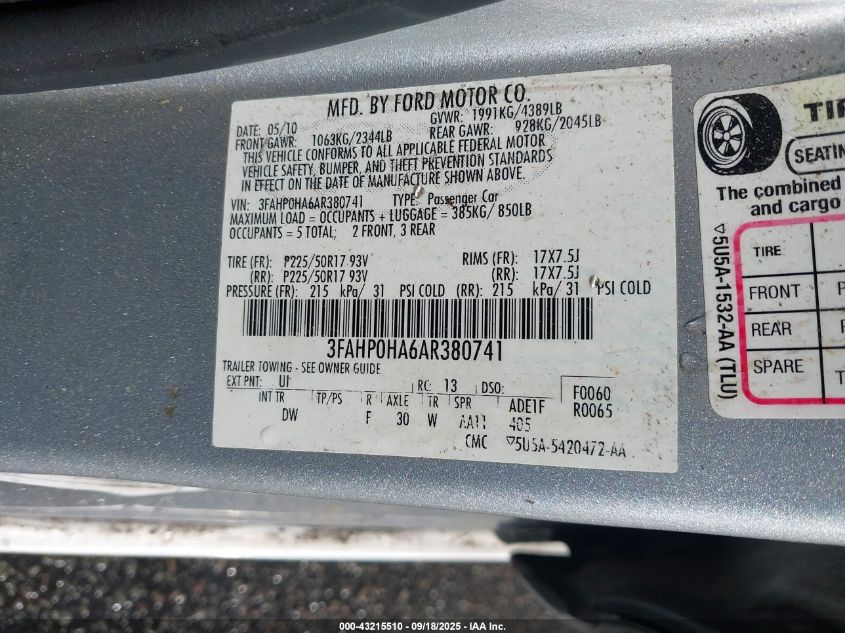 MFD. BY FORD MOTOR CO.
DATE: 05/10 GVWR: 1991KG/4389LB
FRONT GAWR: 1063KG/2344LB REAR GAWR: 928KG/2045LB
THIS VEHICLE CONFORMS TO ALL APPLICABLE FEDERAL MOTOR
VEHICLE SAFETY, BUMPER, AND THEFT PREVENTION STANDARDS
IN EFFECT ON THE DATE OF MANUFACTURE SHOWN ABOVE.
VIN: 3FAHP0HA6AR380741 TYPE: Passenger Car
MAXIMUM LOAD = OCCUPANTS + LUGGAGE = 385KG/ 850LB
OCCUPANTS = 5 TOTAL; 2 FRONT, 3 REAR
TIRE (FR): P225/50R17 93V RIMS (FR): 17X7.5J
(RR): P225/50R17 93V (RR): 17X7.5J
PRESSURE (FR): 215 kPa/ 31 PSI COLD (RR): 215 kPa/ 31 PSI COLD
3FAHP0HA6AR380741
TRAILER TOWING - SEE OWNER GUIDE
EXT PNT: UI RC: 13 DSO: F0060
INT TR TP/PS R AXLE TR SPR ADE1F R0065
DW F 30 W AA11 405
CMC ▽5U5A-5420472-AA
TIR
SEATIN
The combined
and cargo
TIRE
FRONT
REAR
SPARE
▽5U5A-1532-AA (TLU)
000-43215510 - 09/18/2025 - IAA Inc.